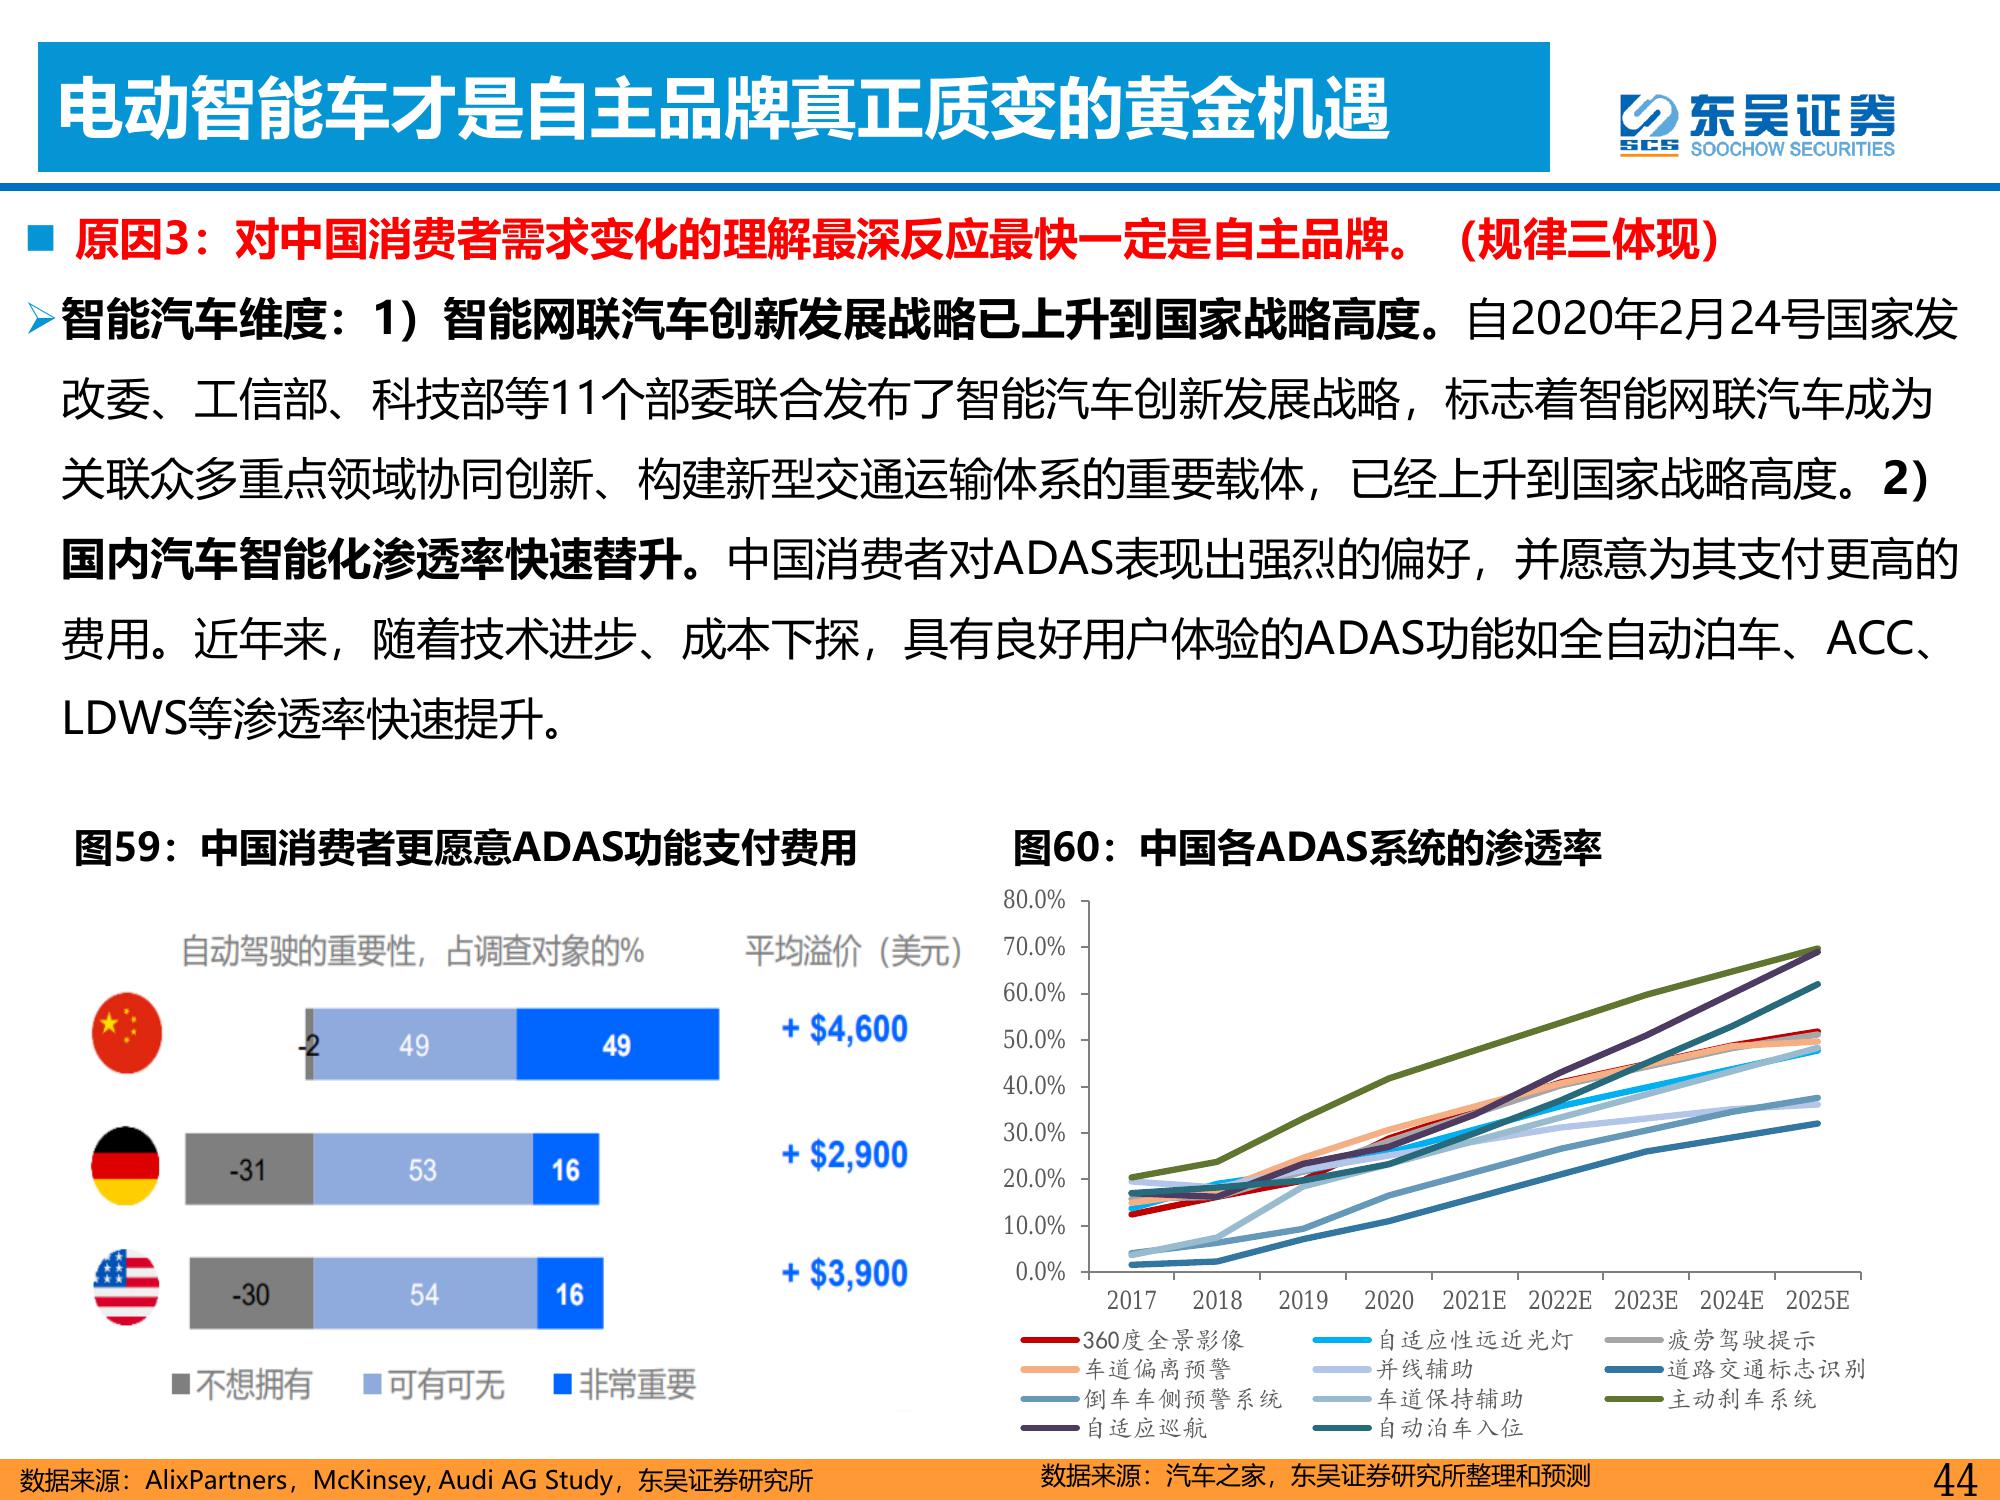 电动智能车才是自主品牌真正质变的黄金机遇
东吴证券
SCS SOOCHOW SECURITIES
原因3：对中国消费者需求变化的理解最深反应最快一定是自主品牌。（规律三体现）
智能汽车维度：1）智能网联汽车创新发展战略已上升到国家战略高度。自2020年2月24号国家发
改委、工信部、科技部等11个部委联合发布了智能汽车创新发展战略，标志着智能网联汽车成为
关联众多重点领域协同创新、构建新型交通运输体系的重要载体，已经上升到国家战略高度。2）
国内汽车智能化渗透率快速替升。中国消费者对ADAS表现出强烈的偏好，并愿意为其支付更高的
费用。近年来，随着技术进步、成本下探，具有良好用户体验的ADAS功能如全自动泊车、ACC、
LDWS等渗透率快速提升。
图59：中国消费者更愿意ADAS功能支付费用
自动驾驶的重要性，占调查对象的% 平均溢价（美元）
-2 49 49 + $4,600
-31 53 16 + $2,900
-30 54 16 + $3,900
不想拥有 可有可无 非常重要
图60：中国各ADAS系统的渗透率
80.0%
70.0%
60.0%
50.0%
40.0%
30.0%
20.0%
10.0%
0.0%
2017 2018 2019 2020 2021E 2022E 2023E 2024E 2025E
360度全景影像 自适应性远近光灯 疲劳驾驶提示
车道偏离预警 并线辅助 道路交通标志识别
倒车车侧预警系统 车道保持辅助 主动刹车系统
自适应巡航 自动泊车入位
数据来源：AlixPartners，McKinsey, Audi AG Study，东吴证券研究所
数据来源：汽车之家，东吴证券研究所整理和预测
44